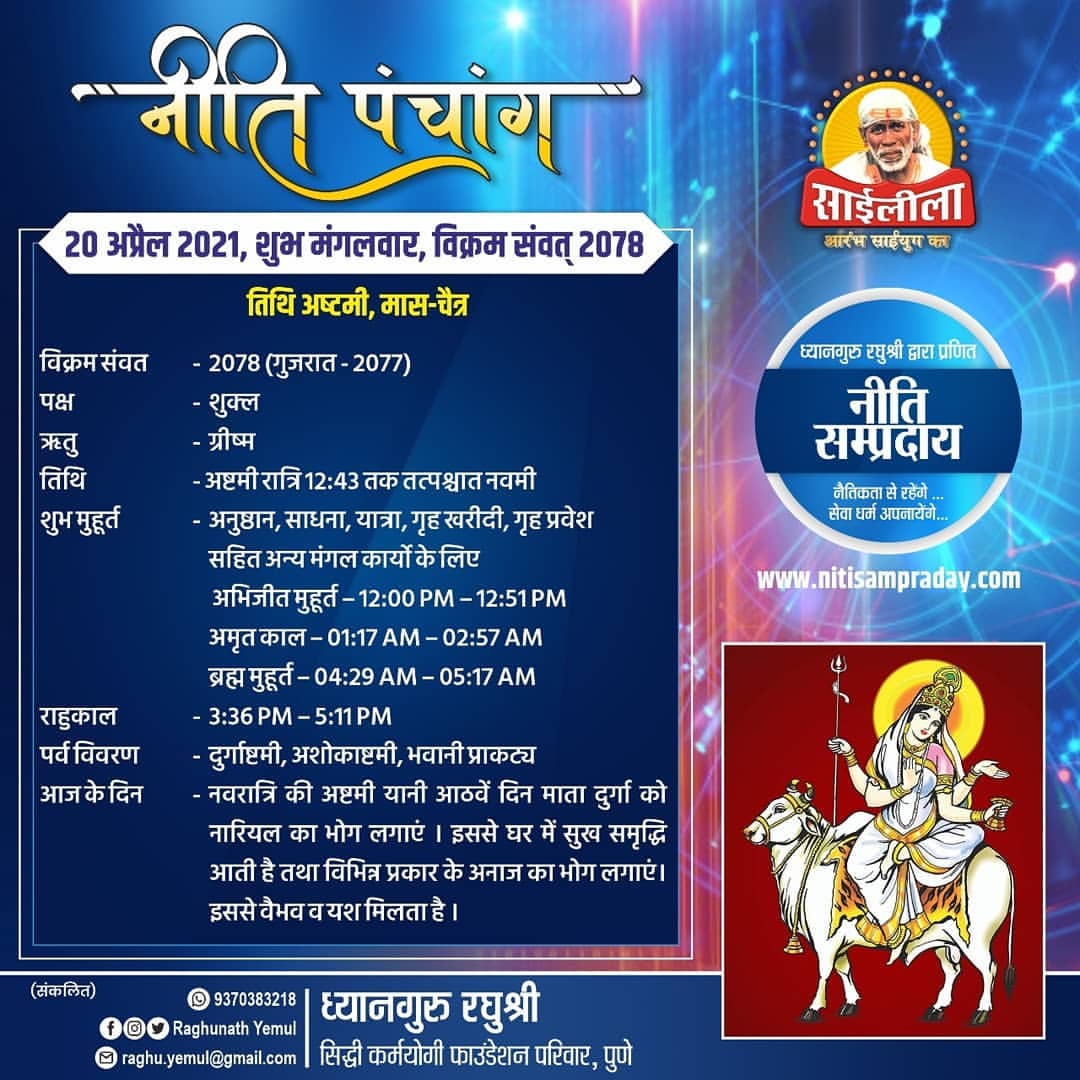 नीति पंचांग
साईलीला
आरंभ साईयुग का
20 अप्रैल 2021, शुभ मंगलवार, विक्रम संवत् 2078
तिथि अष्टमी, मास-चैत्र
विक्रम संवत - 2078 (गुजरात - 2077)
पक्ष - शुक्ल
ऋतु - ग्रीष्म
तिथि - अष्टमी रात्रि 12:43 तक तत्पश्चात नवमी
शुभ मुहूर्त - अनुष्ठान, साधना, यात्रा, गृह खरीदी, गृह प्रवेश
सहित अन्य मंगल कार्यो के लिए
अभिजीत मुहूर्त – 12:00 PM – 12:51 PM
अमृत काल – 01:17 AM – 02:57 AM
ब्रह्म मुहूर्त – 04:29 AM – 05:17 AM
राहुकाल - 3:36 PM – 5:11 PM
पर्व विवरण - दुर्गाष्टमी, अशोकाष्टमी, भवानी प्राकट्य
आज के दिन - नवरात्रि की अष्टमी यानी आठवें दिन माता दुर्गा को
नारियल का भोग लगाएं । इससे घर में सुख समृद्धि
आती है तथा विभिन्न प्रकार के अनाज का भोग लगाएं।
इससे वैभव व यश मिलता है ।
ध्यानगुरु रघुश्री द्वारा प्रणित
नीति
सम्प्रदाय
नैतिकता से रहेंगे ...
सेवा धर्म अपनायेंगे...
www.nitisampraday.com
(संकलित)
9370383218
Raghunath Yemul
raghu.yemul@gmail.com
ध्यानगुरु रघुश्री
सिद्धी कर्मयोगी फाउंडेशन परिवार, पुणे